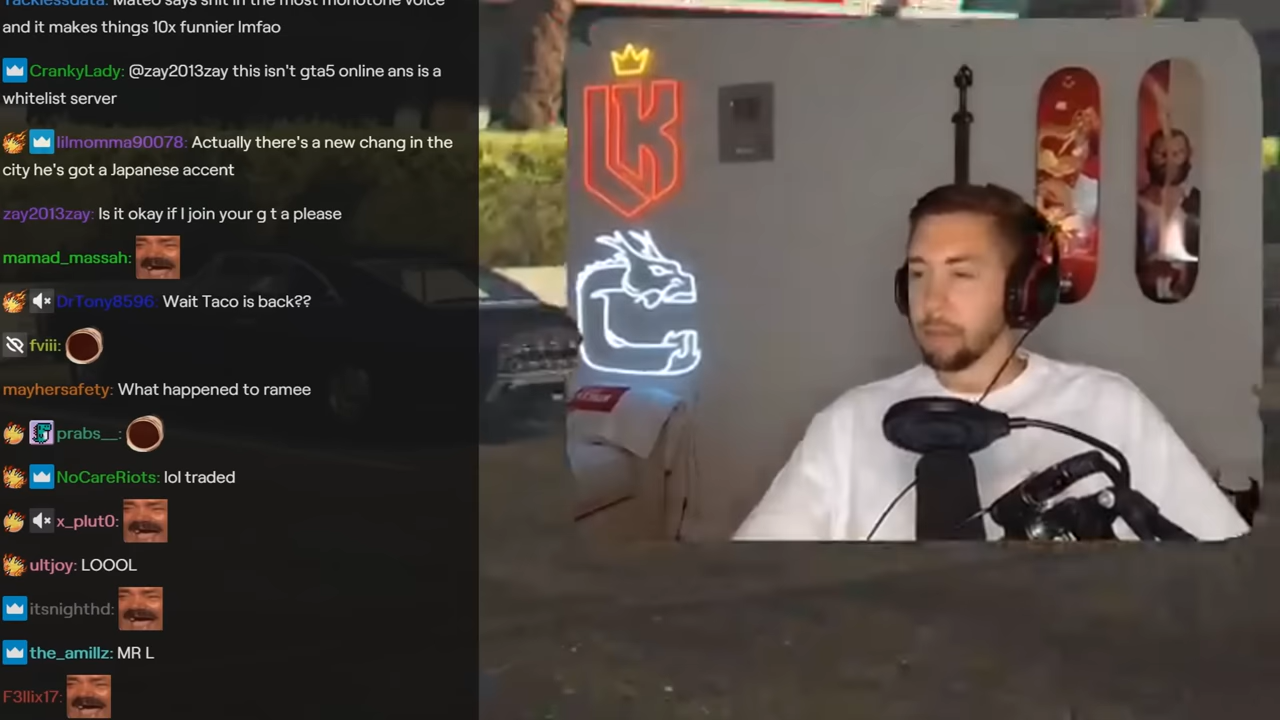 Tacklessdata: Mateo says shit in the most monotone voice
and it makes things 10x funnier lmfao
CrankyLady: @zay2013zay this isn't gta5 online ans is a
whitelist server
lilmomma90078: Actually there's a new chang in the
city he's got a Japanese accent
zay2013zay: Is it okay if I join your g t a please
mamad_massah:
DrTony8596: Wait Taco is back??
fviii:
mayhersafety: What happened to ramee
prabs__:
NoCareRiots: lol traded
x_plut0:
ultjoy: LOOOL
itsnighthd:
the_amillz: MR L
F3llix17:
LK